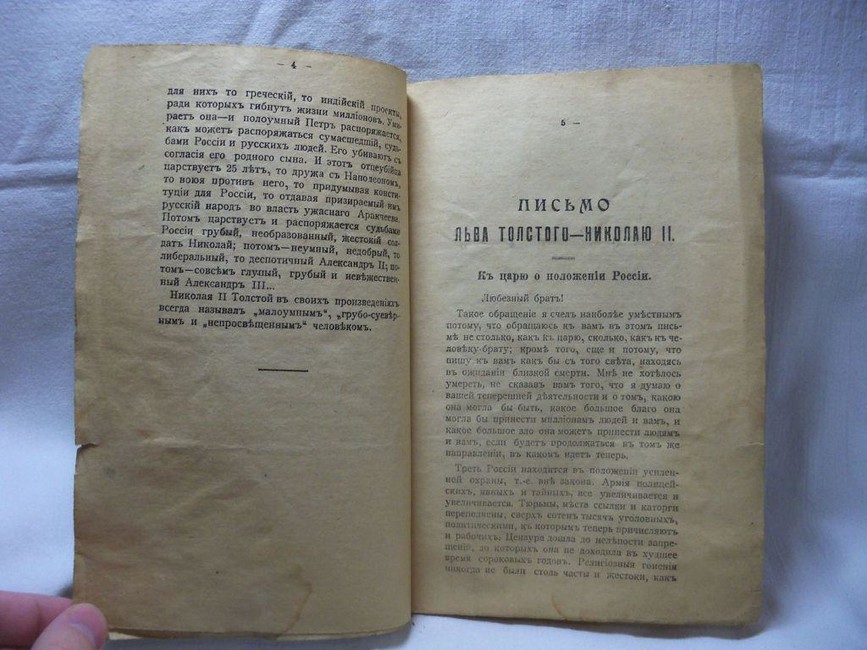 — 4 —
для нихъ то греческій, то индійскій проекты,
ради которыхъ гибнутъ жизни милліоновъ. Уми-
раетъ она—и полоумный Петръ распоряжается,
какъ можетъ распоряжаться сумасшедшій, судь-
бами Россіи и русскихъ людей. Его убиваютъ съ
согласія его родного сына. И этотъ отцеубійца
царствуетъ 25 лѣтъ, то дружа съ Наполеономъ,
то воюя противъ него, то придумывая консти-
туціи для Россіи, то отдавая призираемый имъ
русскій народъ во власть ужаснаго Аракчеева.
Потомъ царствуетъ и распоряжается судьбами
Россіи грубый, необразованный, жестокій сол-
датъ Николай; потомъ—неумный, недобрый, то
либеральный, то деспотичный Александръ II; по-
томъ—совсѣмъ глупый, грубый и невѣжествен-
ный Александръ III...
Николая II Толстой въ своихъ произведеніяхъ
всегда называлъ „малоумнымъ“, „грубо-суевѣр-
нымъ и „непросвѣщеннымъ“ человѣкомъ.
5 —
ПИСЬМО
ЛЬВА ТОЛСТОГО—НИКОЛАЮ II.
Къ царю о положеніи Россіи.
Любезный братъ!
Такое обращеніе я счелъ наиболѣе умѣстнымъ
потому, что обращаюсь къ вамъ въ этомъ пись-
мѣ не столько, какъ къ царю, сколько, какъ къ че-
ловѣку-брату; кромѣ того, еще и потому, что
пишу къ вамъ какъ бы съ того свѣта, находясь
въ ожиданіи близкой смерти. Мнѣ не хотѣлось
умереть, не сказавъ вамъ того, что я думаю о
вашей теперешней дѣятельности и о томъ, какою
она могла бы быть, какое большое благо она
могла бы принести милліонамъ людей и вамъ, и
какое большое зло она можетъ принести людямъ
и вамъ, если будетъ продолжаться въ томъ же
направленіи, въ какомъ идетъ теперь.
Треть Россіи находится въ положеніи усилен-
ной охраны, т.-е. внѣ закона. Армія полицей-
скихъ, явныхъ и тайныхъ, все увеличивается и
увеличивается. Тюрьмы, мѣста ссылки и каторги
переполнены, сверхъ сотенъ тысячъ уголовныхъ,
политическими, къ которымъ теперь причисляютъ
и рабочихъ. Цензура дошла до нелѣпости запре-
щеній, до которыхъ она не доходила въ худшее
время сороковыхъ годовъ. Религіозныя гоненія
никогда не были столь часты и жестоки, какъ